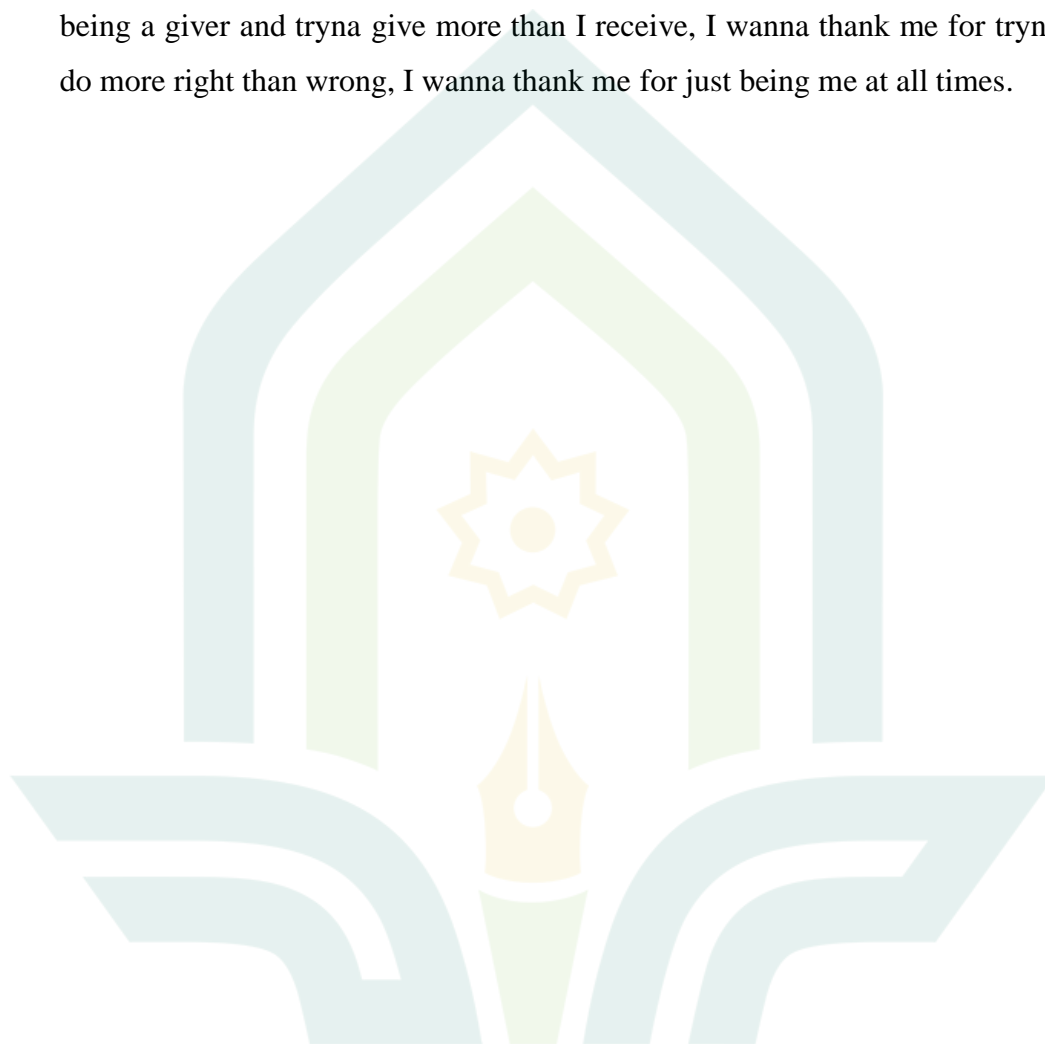 being a giver and tryna give more than I receive, I wanna thank me for tryn
do more right than wrong, I wanna thank me for just being me at all times.